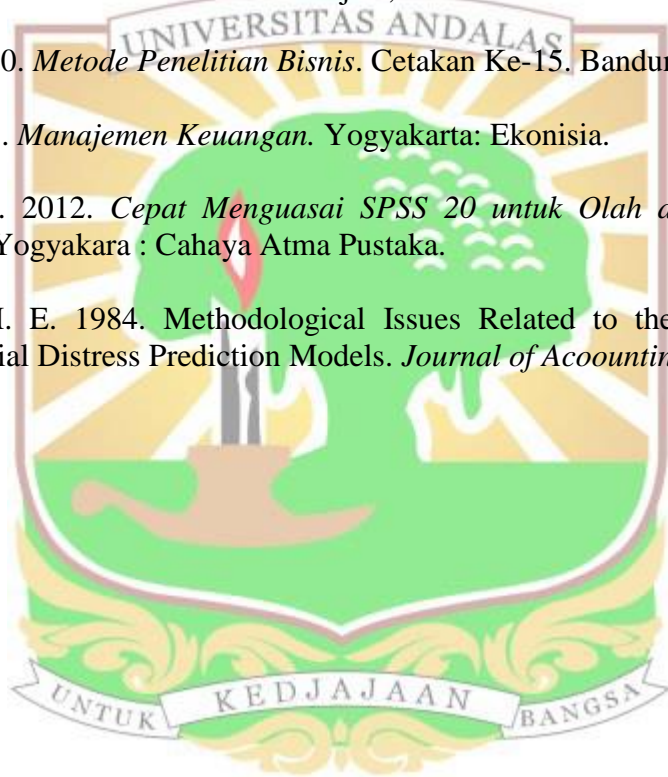 UNIVERSITAS ANDALAS
0. Metode Penelitian Bisnis. Cetakan Ke-15. Bandun
. Manajemen Keuangan. Yogyakarta: Ekonisia.
. 2012. Cepat Menguasai SPSS 20 untuk Olah d
Yogyakara : Cahaya Atma Pustaka.
. E. 1984. Methodological Issues Related to the
ial Distress Prediction Models. Journal of Acoountin
UNTUK KEDJAJAAN BANGSA